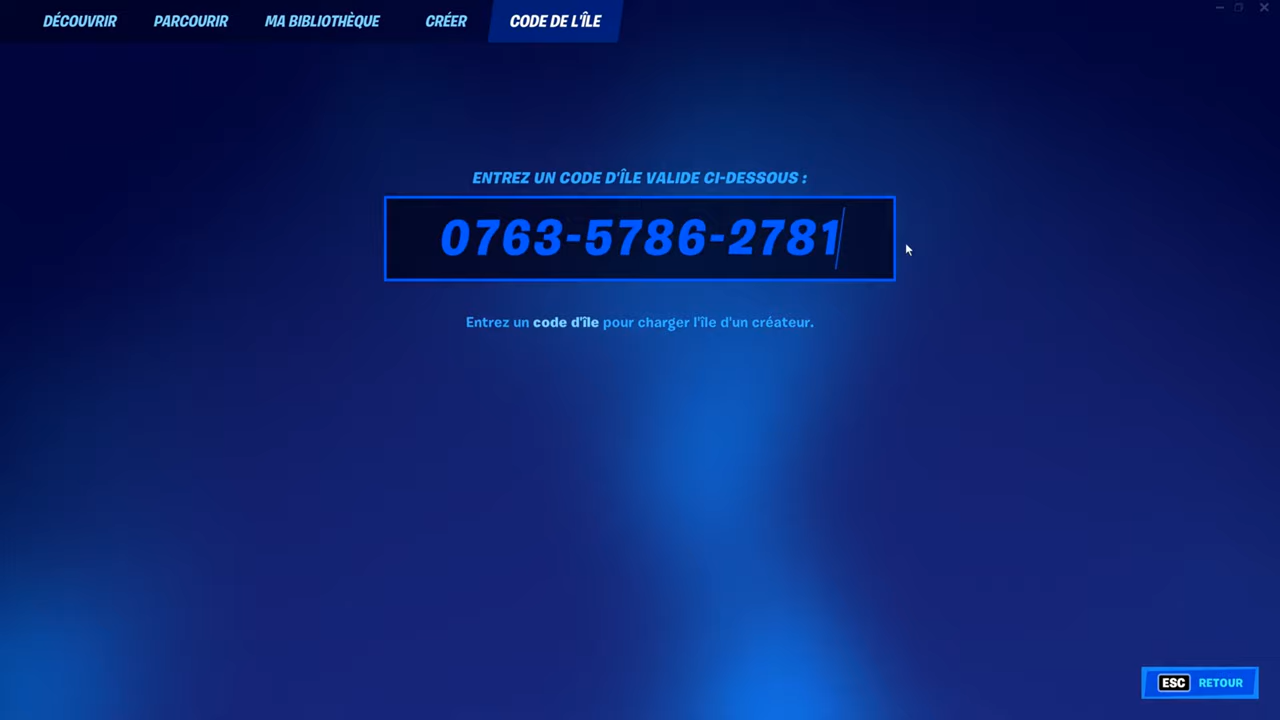 DÉCOUVRIR PARCOURIR MA BIBLIOTHÈQUE CRÉER CODE DE L'ÎLE
ENTREZ UN CODE D'ÎLE VALIDE CI-DESSOUS :
0763-5786-2781
Entrez un code d'île pour charger l'île d'un créateur.
ESC RETOUR